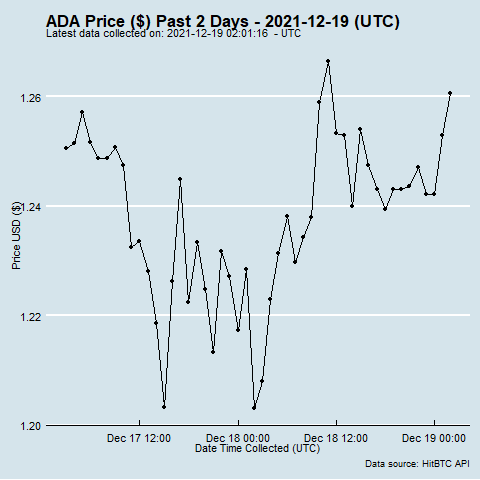 ADA Price ($) Past 2 Days - 2021-12-19 (UTC)
Latest data collected on: 2021-12-19 02:01:16  - UTC
1.26
1.24
Price USD ($)
1.22
1.20
Dec 17 12:00 Dec 18 00:00 Dec 18 12:00 Dec 19 00:00
Date Time Collected (UTC)
Data source: HitBTC API